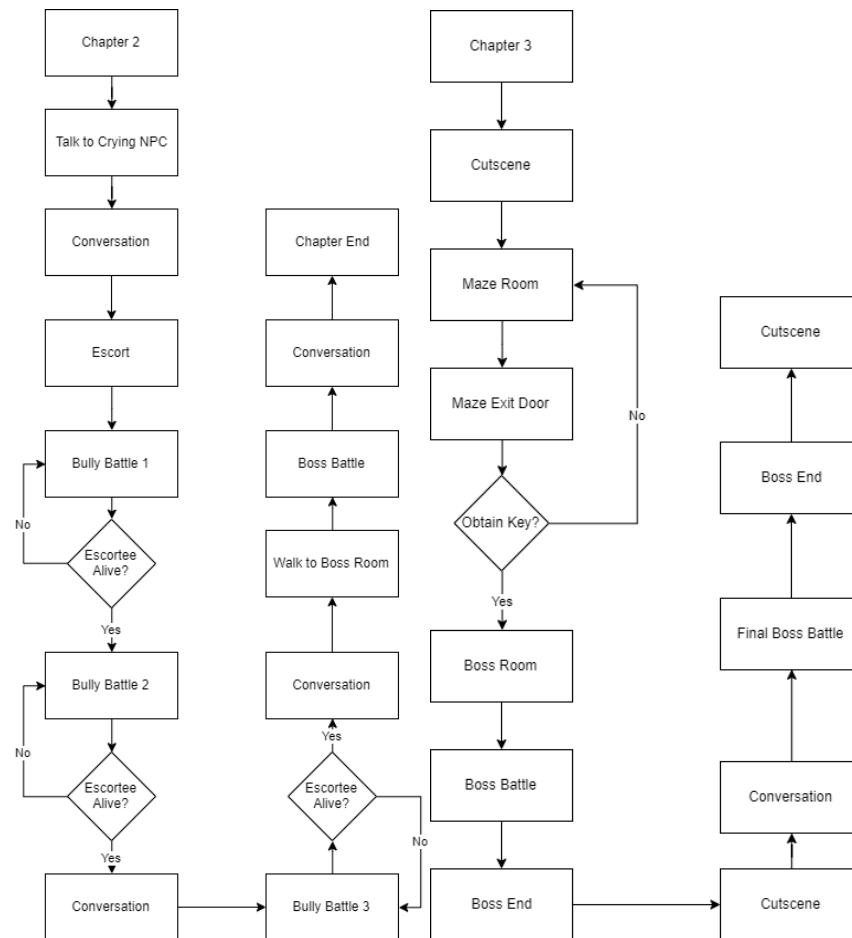 Chapter 2
Talk to Crying NPC
Conversation
Escort
Bully Battle 1
No
Escortee
Alive?
Yes
Bully Battle 2
No
Escortee
Alive?
Yes
Conversation
Bully Battle 3
No
Escortee
Alive?
Yes
Conversation
Walk to Boss Room
Boss Battle
Conversation
Chapter End
Chapter 3
Cutscene
Maze Room
Maze Exit Door
No
Obtain Key?
Yes
Boss Room
Boss Battle
Boss End
Cutscene
Conversation
Final Boss Battle
Boss End
Cutscene